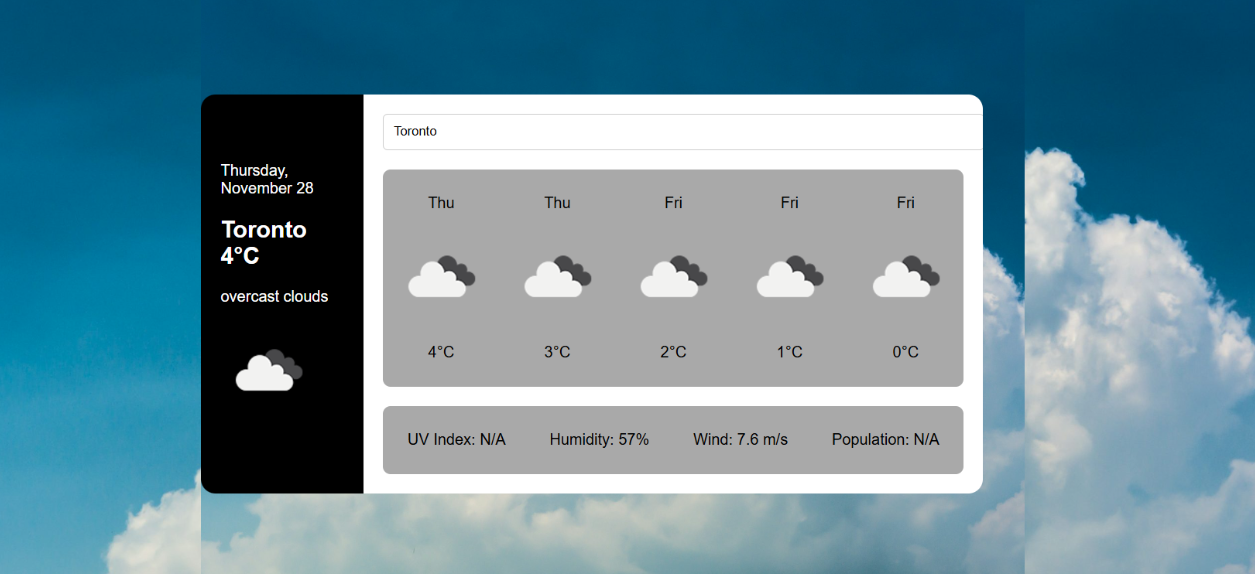 Thursday,
November 28
Toronto
4°C
overcast clouds
Toronto
Thu Thu Fri Fri Fri
4°C 3°C 2°C 1°C 0°C
UV Index: N/A Humidity: 57% Wind: 7.6 m/s Population: N/A